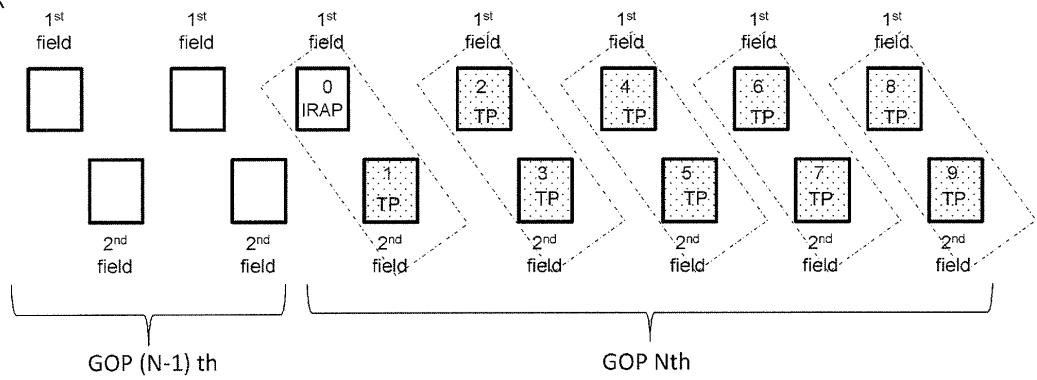 1st 1st 1st 1st 1st 1st 1st
field field field field field field field
0 2 4 6 8
IRAP TP TP TP TP
1 3 5 7 9
TP TP TP TP TP
2nd 2nd 2nd 2nd 2nd 2nd 2nd
field field field field field field field
GOP (N-1) th GOP Nth